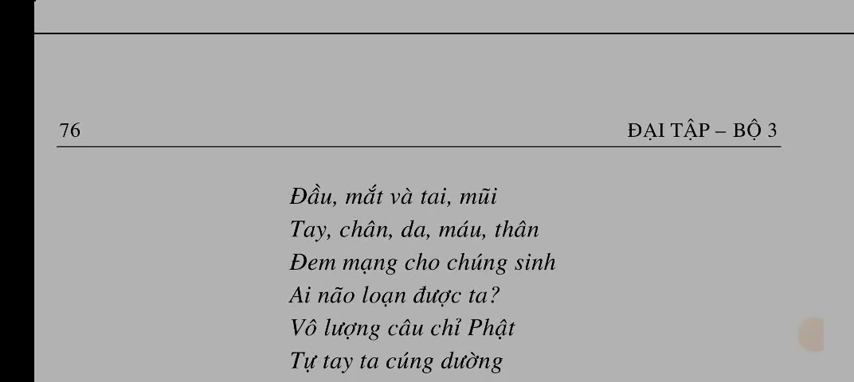 76
ĐẠI TẬP – BỘ 3
Đầu, mắt và tai, mũi
Tay, chân, da, máu, thân
Đem mạng cho chúng sinh
Ai não loạn được ta?
Vô lượng câu chỉ Phật
Tự tay ta cúng dường